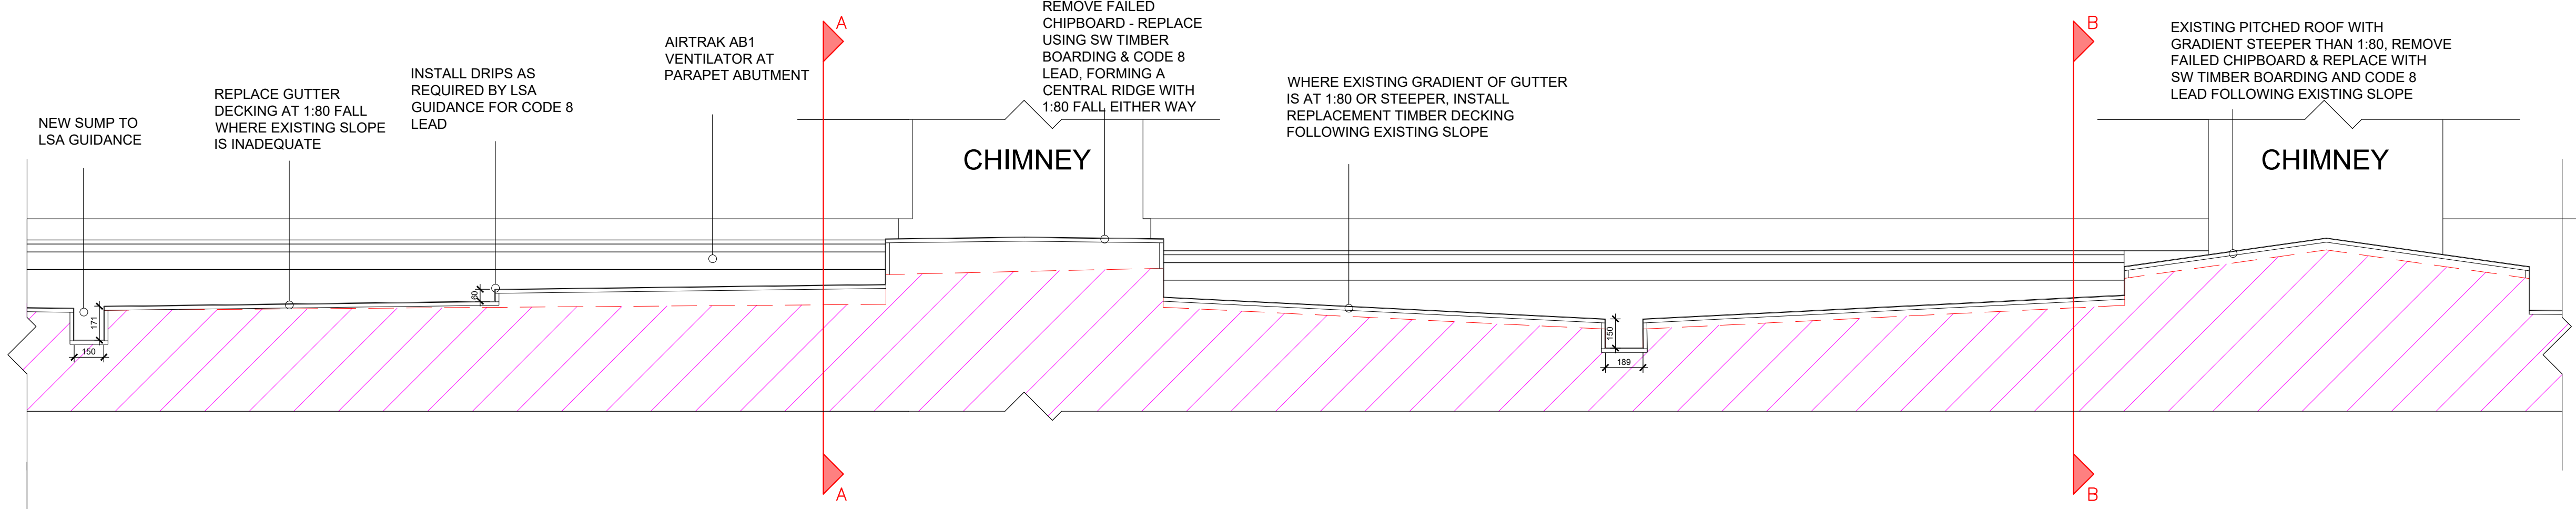 NEW SUMP TO
LSA GUIDANCE
REPLACE GUTTER
DECKING AT 1:80 FALL
WHERE EXISTING SLOPE
IS INADEQUATE
INSTALL DRIPS AS
REQUIRED BY LSA
GUIDANCE FOR CODE 8
LEAD
AIRTRAK AB1
VENTILATOR AT
PARAPET ABUTMENT
A
REMOVE FAILED
CHIPBOARD - REPLACE
USING SW TIMBER
BOARDING & CODE 8
LEAD, FORMING A
CENTRAL RIDGE WITH
1:80 FALL EITHER WAY
CHIMNEY
WHERE EXISTING GRADIENT OF GUTTER
IS AT 1:80 OR STEEPER, INSTALL
REPLACEMENT TIMBER DECKING
FOLLOWING EXISTING SLOPE
B
EXISTING PITCHED ROOF WITH
GRADIENT STEEPER THAN 1:80, REMOVE
FAILED CHIPBOARD & REPLACE WITH
SW TIMBER BOARDING AND CODE 8
LEAD FOLLOWING EXISTING SLOPE
CHIMNEY
171
150
60
150
189
A
B